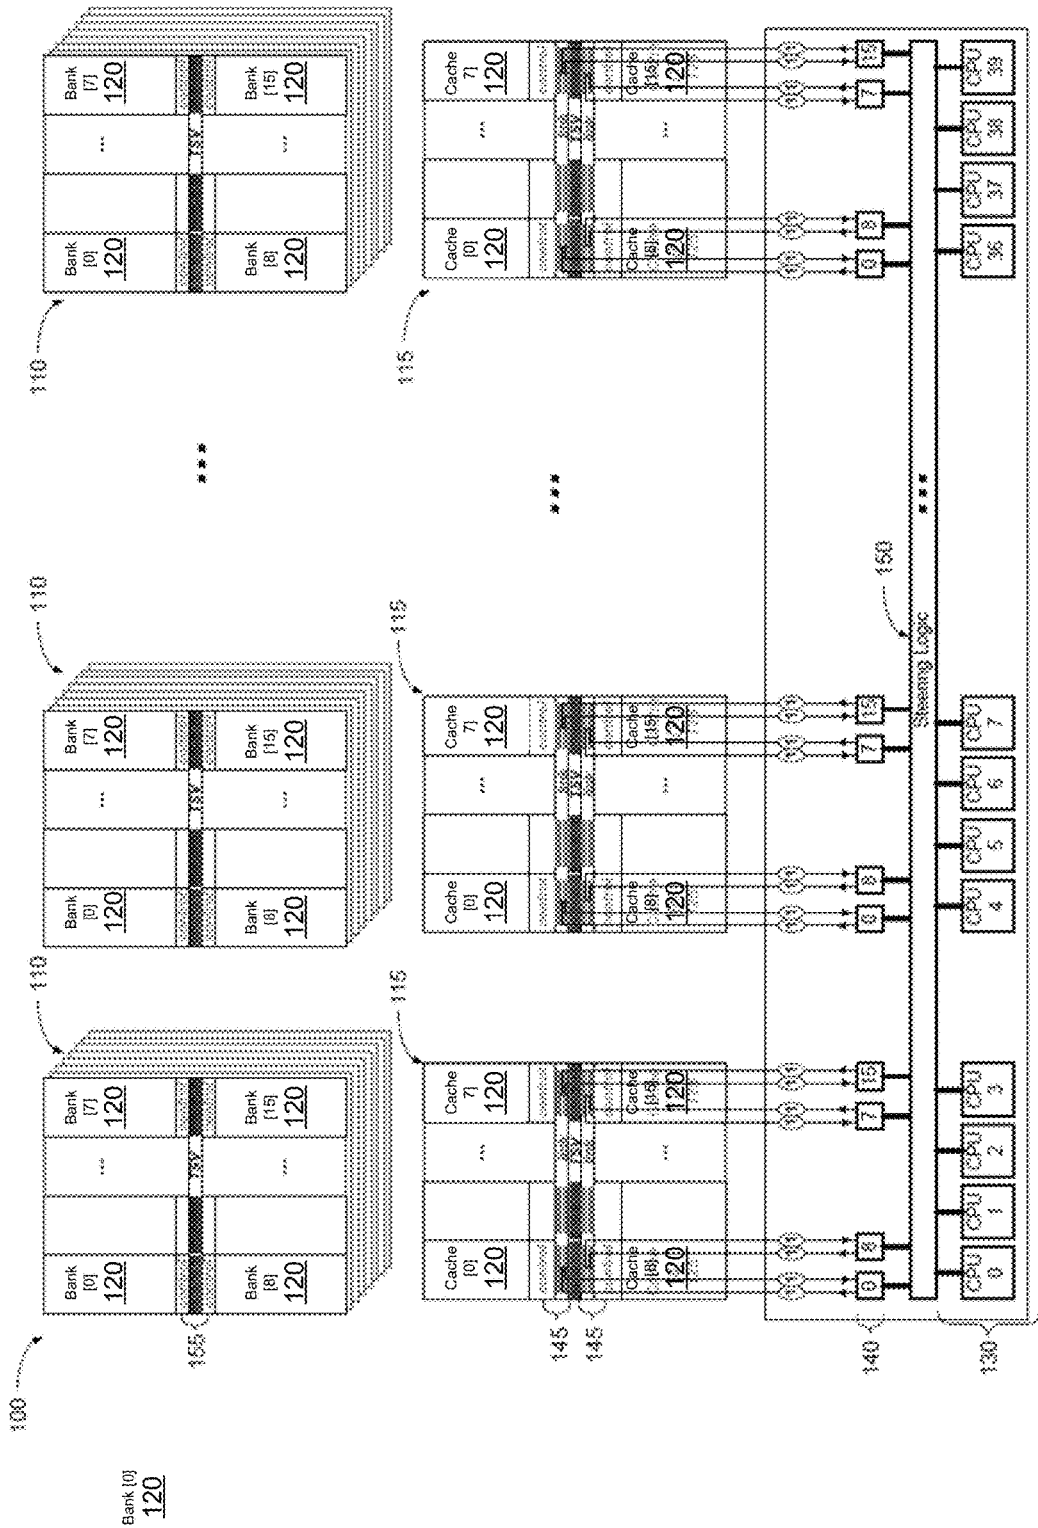 100
110
110
110
Bank [0]
120
Bank [0] 120
Bank [7] 120
Bank [0] 120
Bank [7] 120
Bank [0] 120
Bank [7] 120
... ... ...
155
TSV TSV TSV
Bank [8] 120
Bank [15] 120
Bank [8] 120
Bank [15] 120
Bank [8] 120
Bank [15] 120
... ... ...
115
115
115
Cache [0] 120
Cache 7] 120
Cache [0] 120
Cache 7] 120
Cache [0] 120
Cache 7] 120
... ... ...
145
145
TSV TSV TSV
Cache [8] 120
Cache [15] 120
Cache [8] 120
Cache [15] 120
Cache [8] 120
Cache [15] 120
... ... ...
140
0 8 7 15 0 8 7 15 0 8 7 15
150
Steering Logic
130
CPU 0
CPU 1
CPU 2
CPU 3
CPU 4
CPU 5
CPU 6
CPU 7
CPU 36
CPU 37
CPU 38
CPU 39